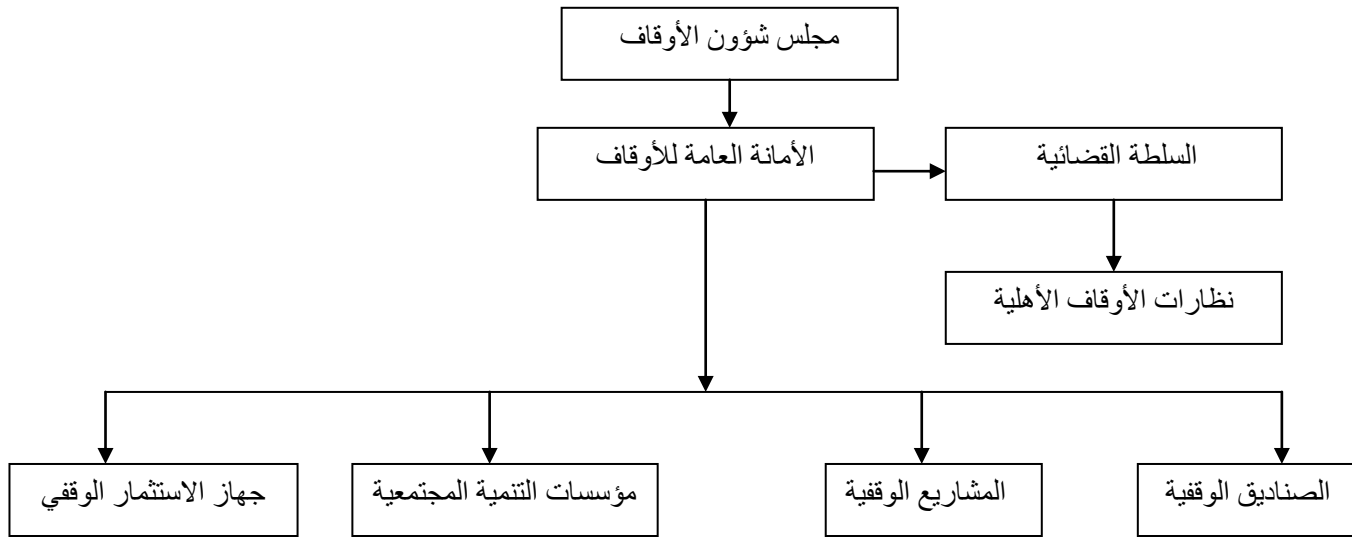 مجلس شؤون الأوقاف
الأمانة العامة للأوقاف
السلطة القضائية
نظارات الأوقاف الأهلية
الصناديق الوقفية
المشاريع الوقفية
مؤسسات التنمية المجتمعية
جهاز الاستثمار الوقفي